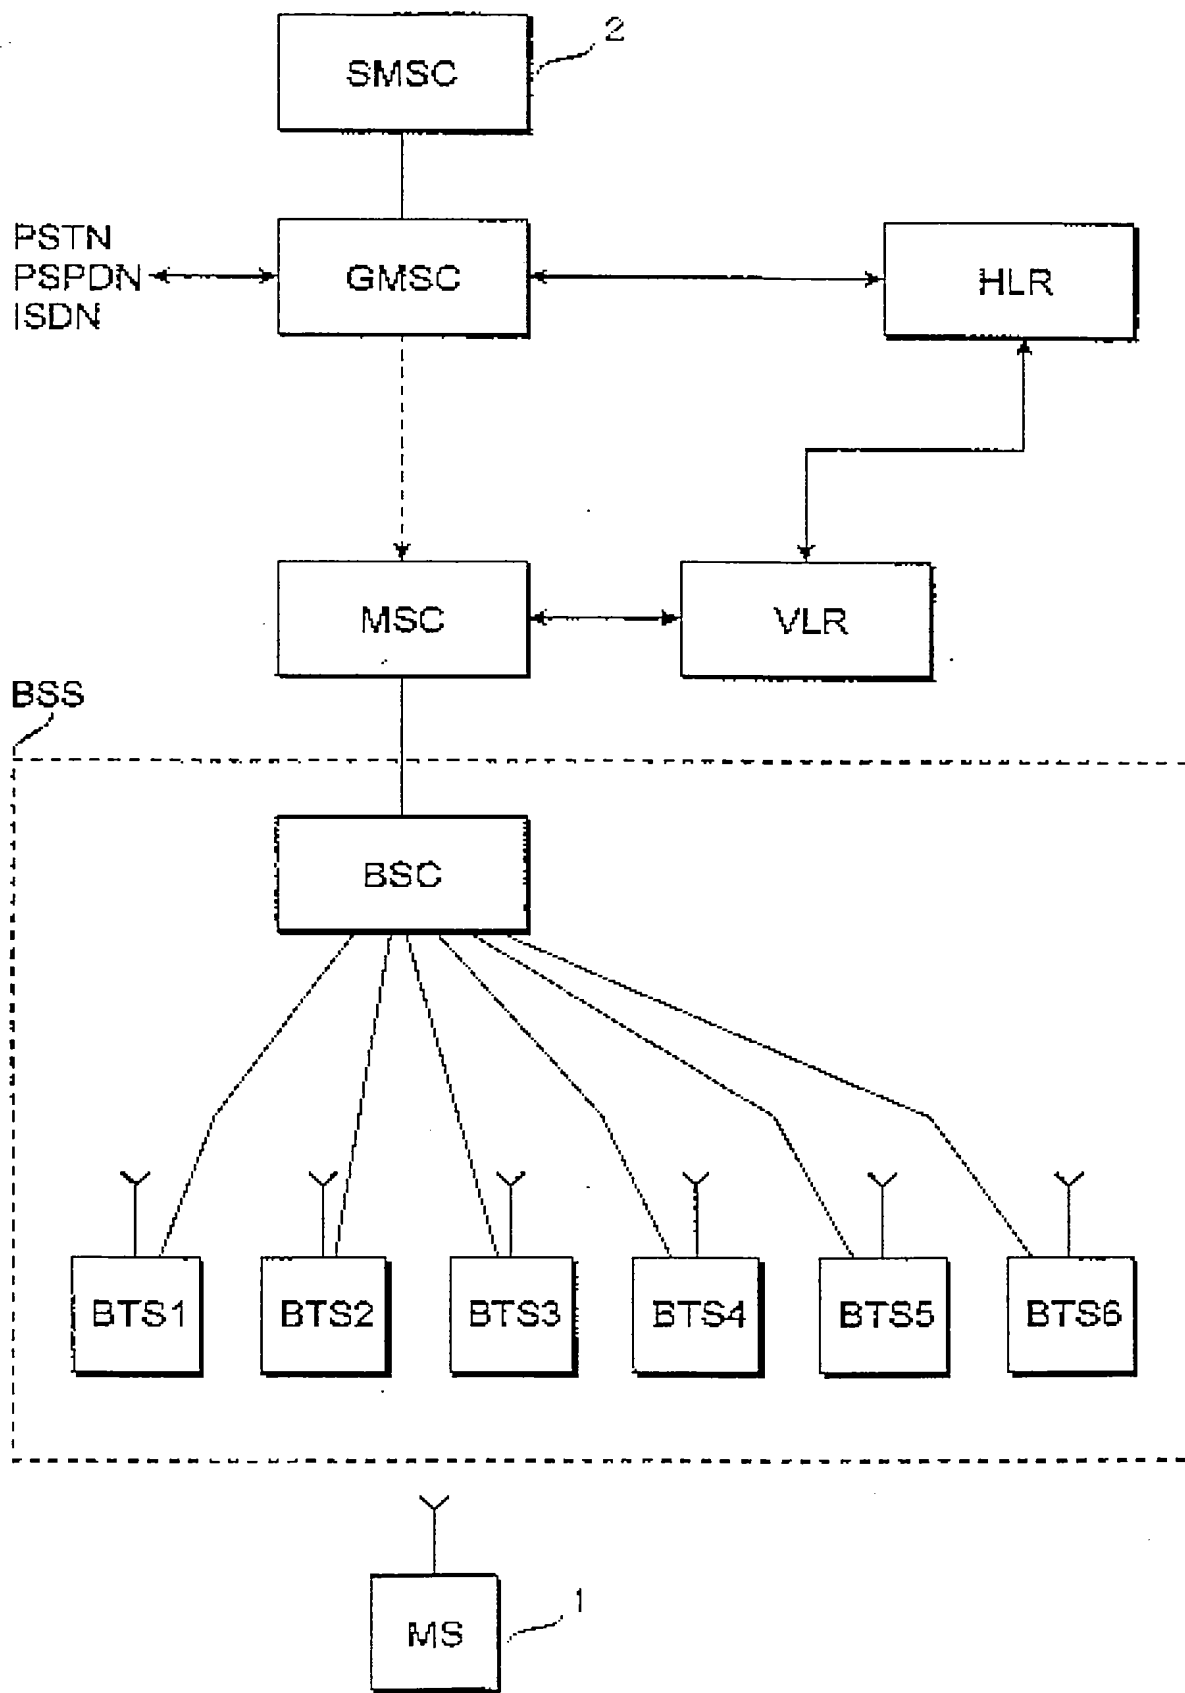 2
SMSC
PSTN
PSPDN
ISDN
GMSC
HLR
MSC
VLR
BSS
BSC
BTS1
BTS2
BTS3
BTS4
BTS5
BTS6
1
MS